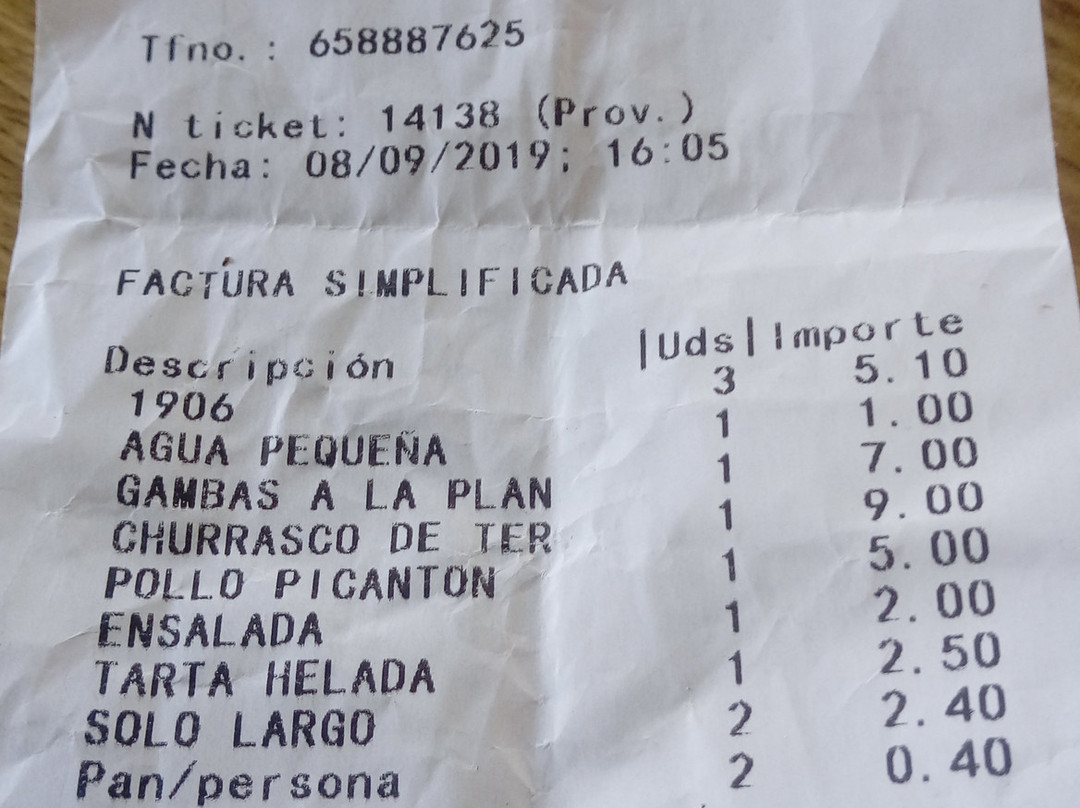 Tfno.: 658887625
N ticket: 14138 (Prov.)
Fecha: 08/09/2019; 16:05
FACTURA SIMPLIFICADA
Descripción |Uds|Importe
1906 3 5.10
AGUA PEQUEÑA 1 1.00
GAMBAS A LA PLAN 1 7.00
CHURRASCO DE TER 1 9.00
POLLO PICANTON 1 5.00
ENSALADA 1 2.00
TARTA HELADA 1 2.50
SOLO LARGO 2 2.40
Pan/persona 2 0.40